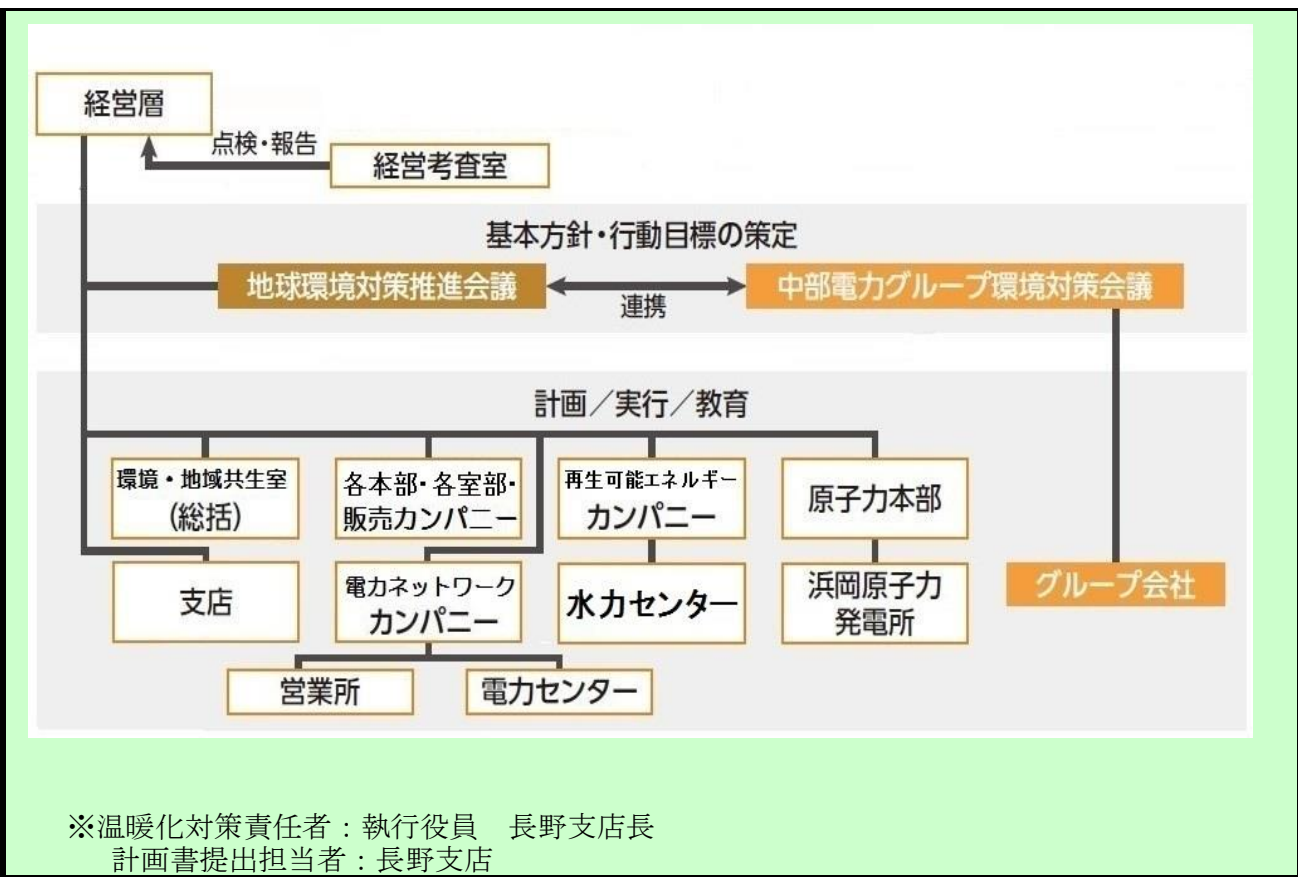 経営層
点検・報告
経営考査室
基本方針・行動目標の策定
地球環境対策推進会議
連携
中部電力グループ環境対策会議
計画／実行／教育
環境・地域共生室
(総括)
各本部・各室部・
販売カンパニー
再生可能エネルギー
カンパニー
原子力本部
支店
電力ネットワーク
カンパニー
水力センター
浜岡原子力
発電所
グループ会社
営業所
電力センター
※温暖化対策責任者：執行役員　長野支店長
計画書提出担当者：長野支店